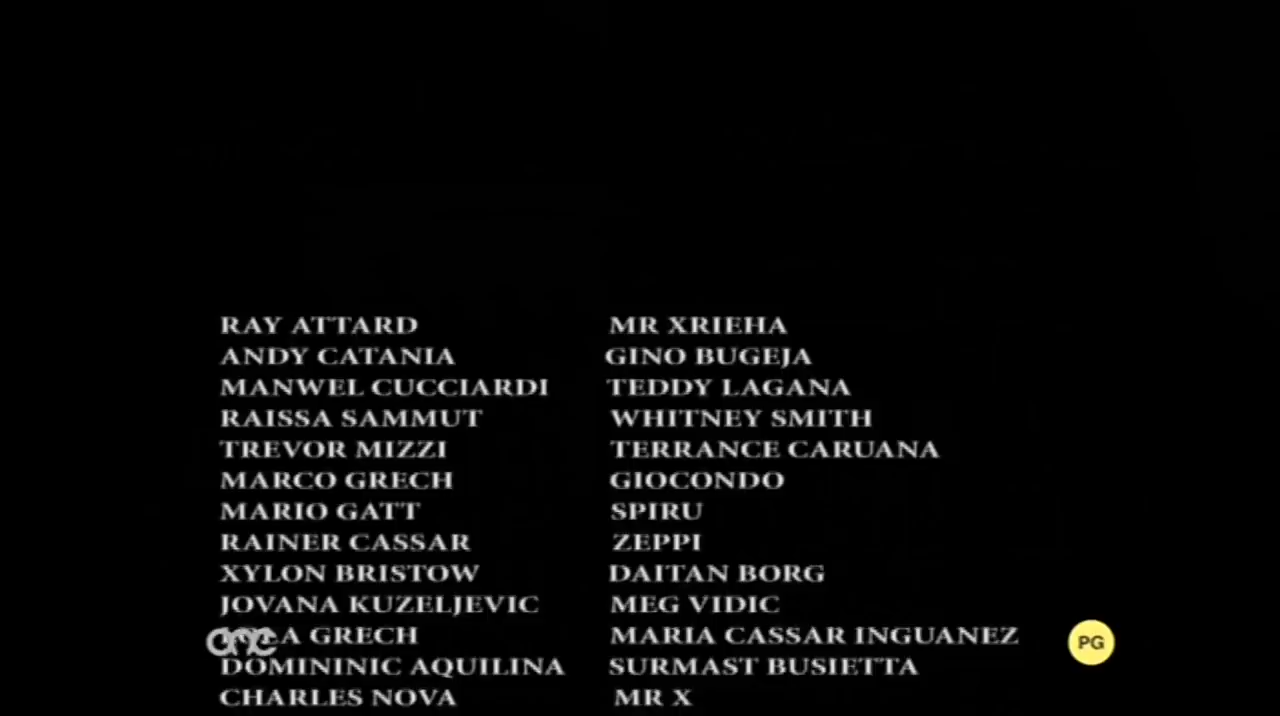 RAY ATTARD MR XRIEHA
ANDY CATANIA GINO BUGEJA
MANWEL CUCCIARDI TEDDY LAGANA
RAISSA SAMMUT WHITNEY SMITH
TREVOR MIZZI TERRANCE CARUANA
MARCO GRECH GIOCONDO
MARIO GATT SPIRU
RAINER CASSAR ZEPPI
XYLON BRISTOW DAITAN BORG
JOVANA KUZELJEVIC MEG VIDIC
GRECH MARIA CASSAR INGUANEZ
one
PG
DOMININIC AQUILINA SURMAST BUSIETTA
CHARLES NOVA MR X